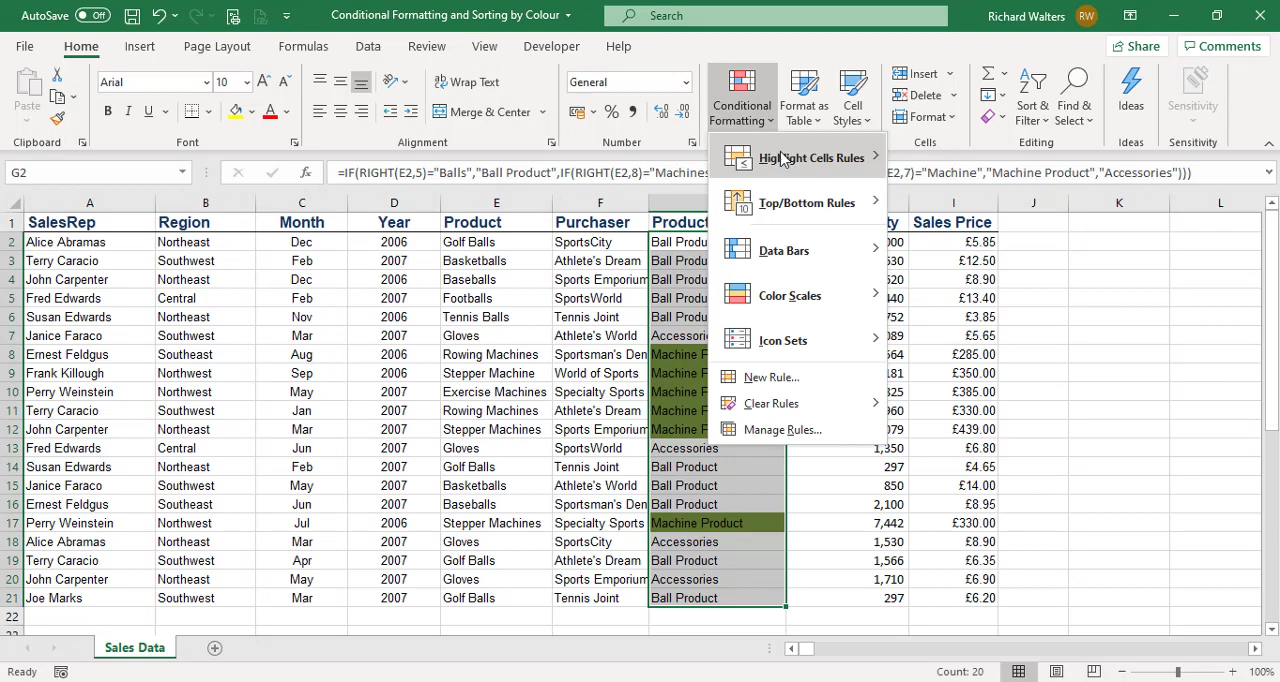 AutoSave Off Conditional Formatting and Sorting by Colour Search Richard Walters RW
File Home Insert Page Layout Formulas Data Review View Developer Help Share Comments
Paste Arial 10 Wrap Text General Conditional Formatting Format as Table Cell Styles Insert Delete Format Sort & Filter Find & Select Ideas Sensitivity
B I U Merge & Center
Clipboard Font Alignment Number Cells Editing Ideas Sensitivity
G2 =IF(RIGHT(E2,5)="Balls","Ball Product",IF(RIGHT(E2,8)="Machines E2,7)="Machine","Machine Product","Accessories")))
Highlight Cells Rules
Top/Bottom Rules
Data Bars
Color Scales
Icon Sets
New Rule...
Clear Rules
Manage Rules...
A B C D E F I J K L
1 SalesRep Region Month Year Product Purchaser Product Sales Price
2 Alice Abramas Northeast Dec 2006 Golf Balls SportsCity Ball Produ 000 £5.85
3 Terry Caracio Southwest Feb 2007 Basketballs Athlete's Dream Ball Produ 530 £12.50
4 John Carpenter Northeast Dec 2006 Baseballs Sports Emporium Ball Produ 520 £8.90
5 Fred Edwards Central Feb 2007 Footballs SportsWorld Ball Produ 440 £13.40
6 Susan Edwards Northeast Nov 2007 Tennis Balls Tennis Joint Ball Produ 752 £3.85
7 Janice Faraco Southwest Mar 2007 Gloves Athlete's World Accessorie 089 £5.65
8 Ernest Feldgus Southeast Aug 2006 Rowing Machines Sportsman's Den Machine P 564 £285.00
9 Frank Killough Northwest Sep 2006 Stepper Machine World of Sports Machine P 181 £350.00
10 Perry Weinstein Northwest May 2007 Exercise Machines Specialty Sports Machine P 325 £385.00
11 Terry Caracio Southwest Jan 2007 Rowing Machines Athlete's Dream Machine P 960 £330.00
12 John Carpenter Northeast May 2007 Stepper Machines Sports Emporium Machine P 079 £439.00
13 Fred Edwards Central Jun 2007 Gloves SportsWorld Accessories 1,350 £6.80
14 Susan Edwards Northeast Feb 2007 Golf Balls Tennis Joint Ball Product 297 £4.65
15 Janice Faraco Southwest May 2007 Basketballs Athlete's World Ball Product 850 £14.00
16 Ernest Feldgus Southeast Jun 2007 Baseballs Sportsman's Den Ball Product 2,100 £8.95
17 Perry Weinstein Northwest Jul 2006 Stepper Machines Specialty Sports Machine Product 7,442 £330.00
18 Alice Abramas Northeast Mar 2007 Gloves SportsCity Accessories 1,530 £8.90
19 Terry Caracio Southwest Apr 2007 Golf Balls Athlete's Dream Ball Product 1,566 £6.35
20 John Carpenter Northeast May 2007 Gloves Sports Emporium Accessories 1,710 £6.90
21 Joe Marks Southwest Mar 2007 Golf Balls Tennis Joint Ball Product 297 £6.20
22
Sales Data
Ready Count: 20 100%